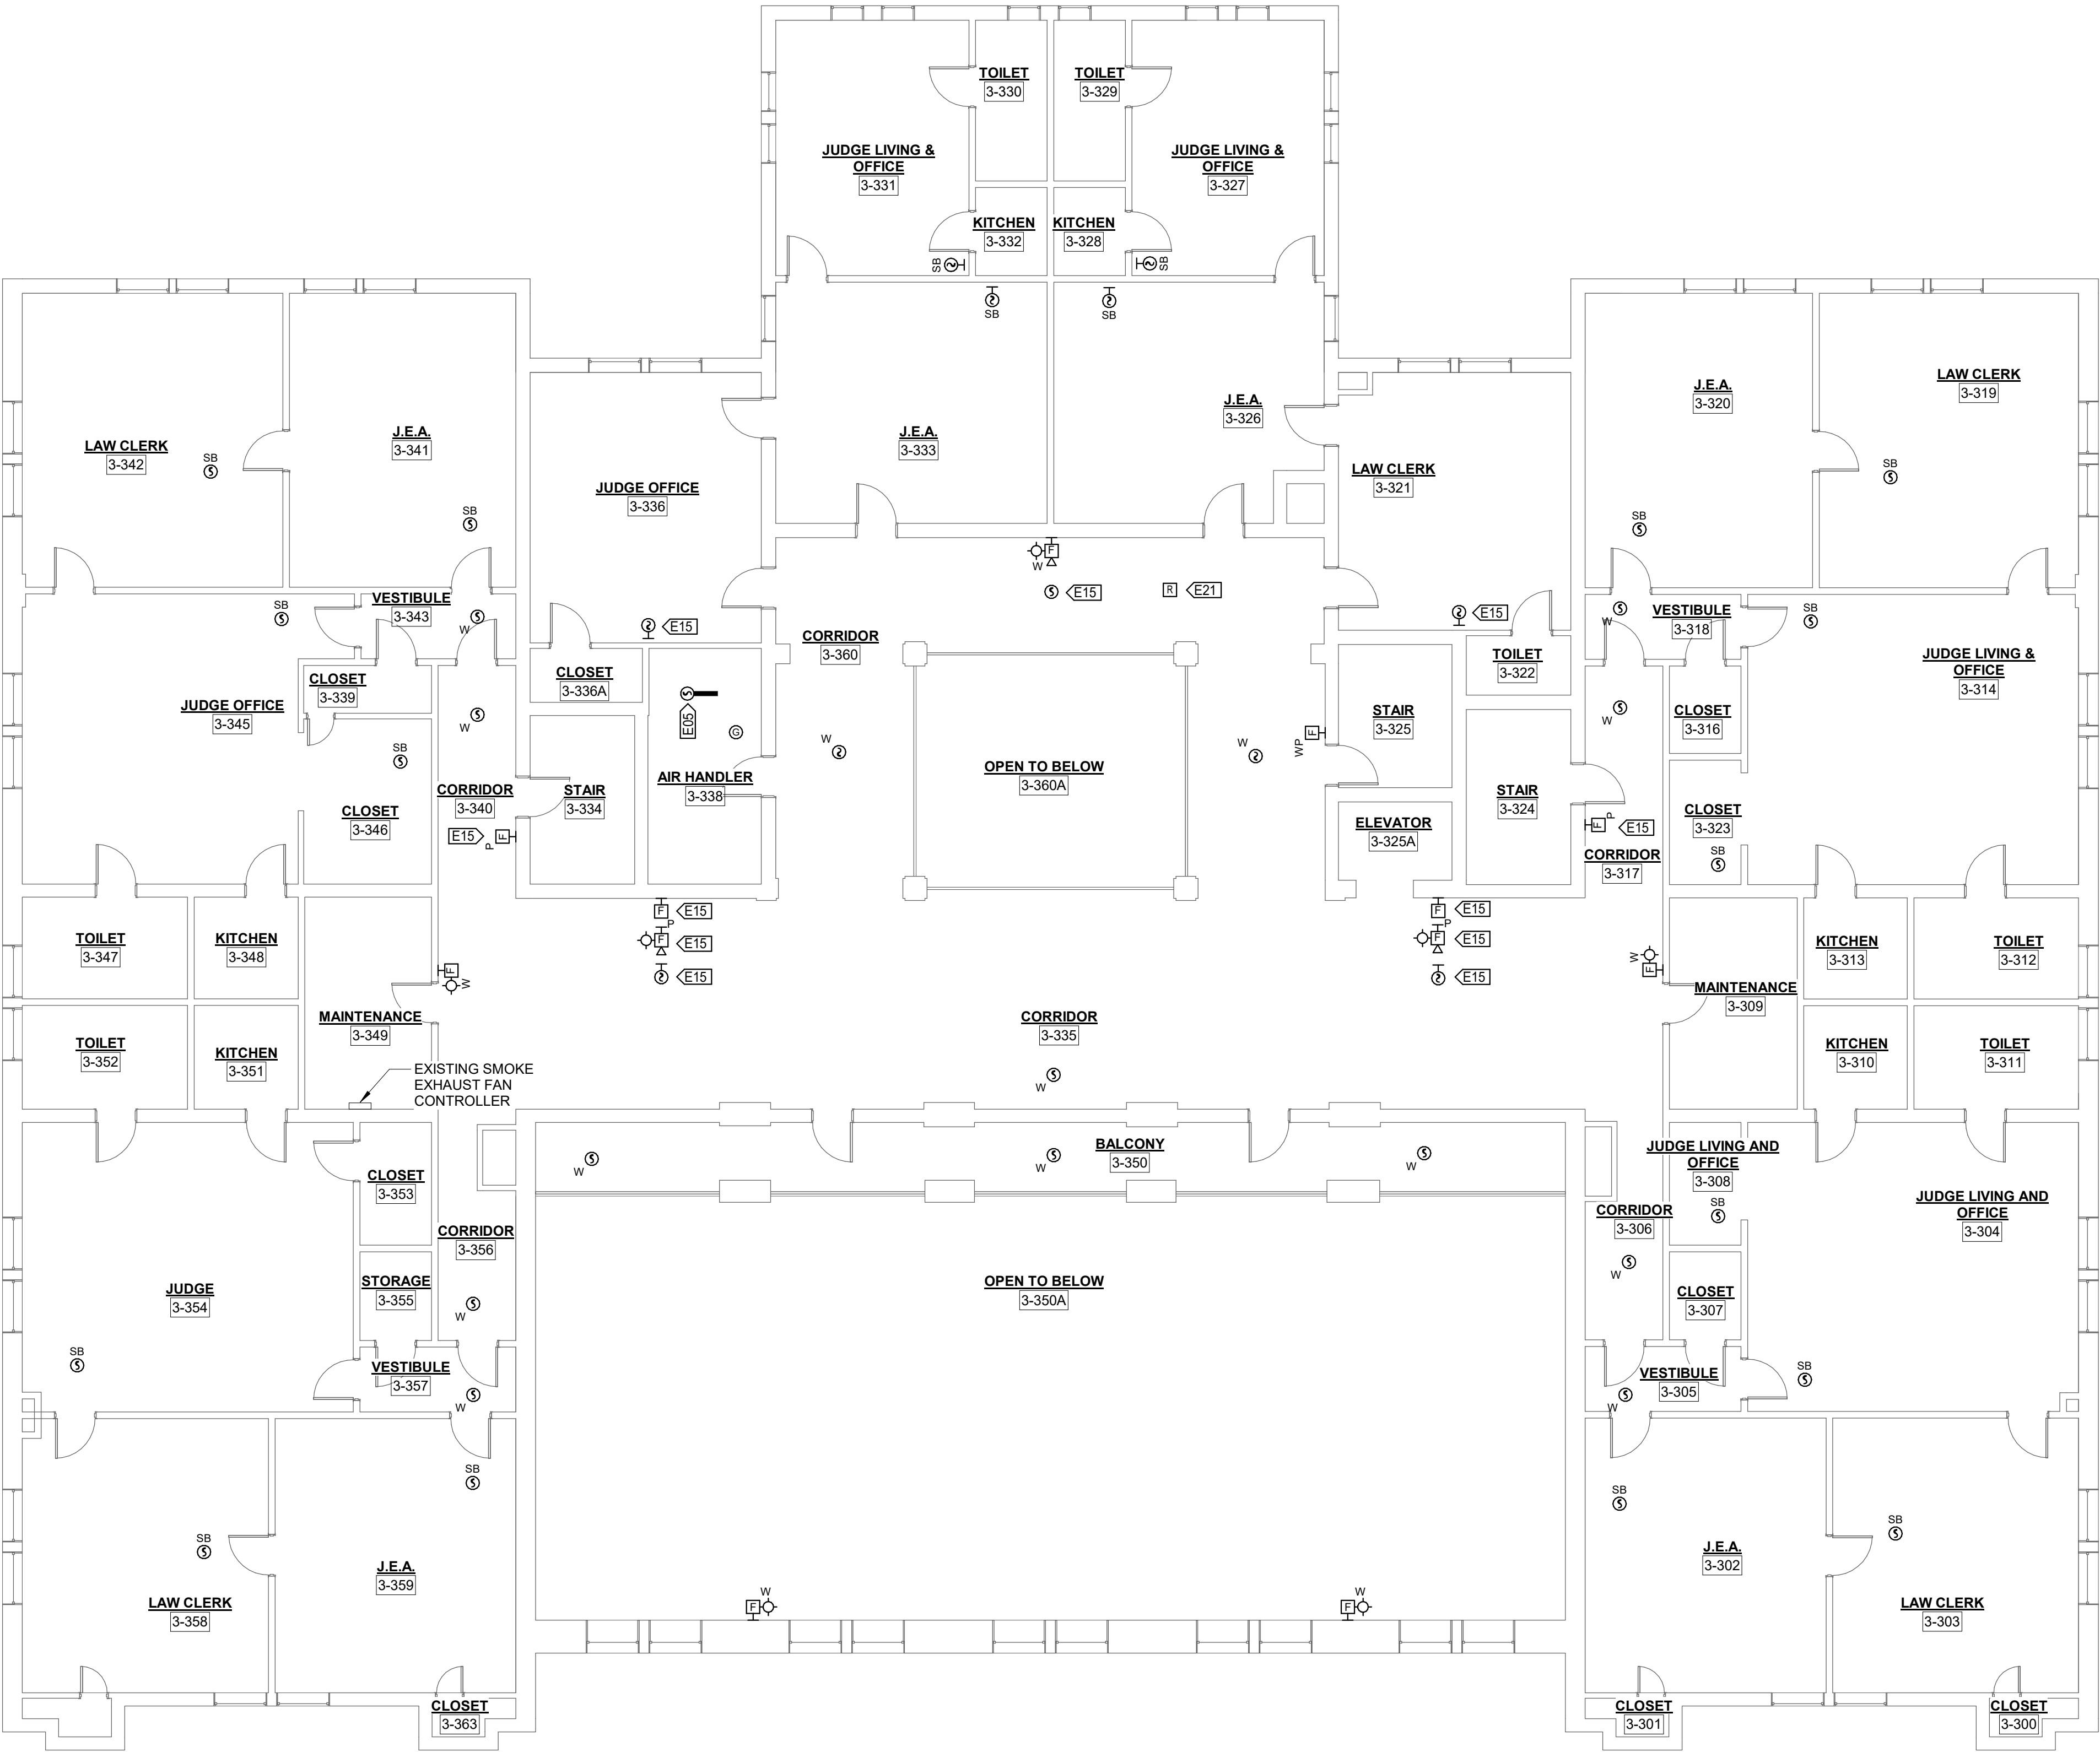 TOILET
3-330
TOILET
3-329
JUDGE LIVING &
OFFICE
3-331
JUDGE LIVING &
OFFICE
3-327
KITCHEN
3-332
KITCHEN
3-328
SB
SB
SB
SB
LAW CLERK
3-342
SB
J.E.A.
3-341
SB
JUDGE OFFICE
3-336
J.E.A.
3-333
J.E.A.
3-326
LAW CLERK
3-321
J.E.A.
3-320
SB
LAW CLERK
3-319
SB
F
W
S
E15
R
E21
SB
VESTIBULE
3-343
W
E15
CORRIDOR
3-360
E15
W
VESTIBULE
3-318
SB
CLOSET
3-339
JUDGE OFFICE
3-345
W
CLOSET
3-336A
E05
G
TOILET
3-322
STAIR
3-325
W
CLOSET
3-316
JUDGE LIVING &
OFFICE
3-314
SB
CLOSET
3-346
CORRIDOR
3-340
E15
F
P
STAIR
3-334
AIR HANDLER
3-338
W
OPEN TO BELOW
3-360A
W
F
WP
ELEVATOR
3-325A
STAIR
3-324
F
P
E15
CLOSET
3-323
SB
CORRIDOR
3-317
F
E15
P
F
E15
E15
F
E15
P
F
E15
E15
TOILET
3-347
KITCHEN
3-348
F
W
W
F
KITCHEN
3-313
TOILET
3-312
MAINTENANCE
3-349
MAINTENANCE
3-309
TOILET
3-352
KITCHEN
3-351
CORRIDOR
3-335
W
KITCHEN
3-310
TOILET
3-311
EXISTING SMOKE
EXHAUST FAN
CONTROLLER
CLOSET
3-353
W
W
BALCONY
3-350
W
JUDGE LIVING AND
OFFICE
3-308
SB
JUDGE LIVING AND
OFFICE
3-304
CORRIDOR
3-356
CORRIDOR
3-306
W
JUDGE
3-354
STORAGE
3-355
W
OPEN TO BELOW
3-350A
CLOSET
3-307
SB
VESTIBULE
3-357
W
VESTIBULE
3-305
W
SB
SB
SB
LAW CLERK
3-358
J.E.A.
3-359
SB
SB
J.E.A.
3-302
LAW CLERK
3-303
W
F
W
F
CLOSET
3-363
CLOSET
3-301
CLOSET
3-300